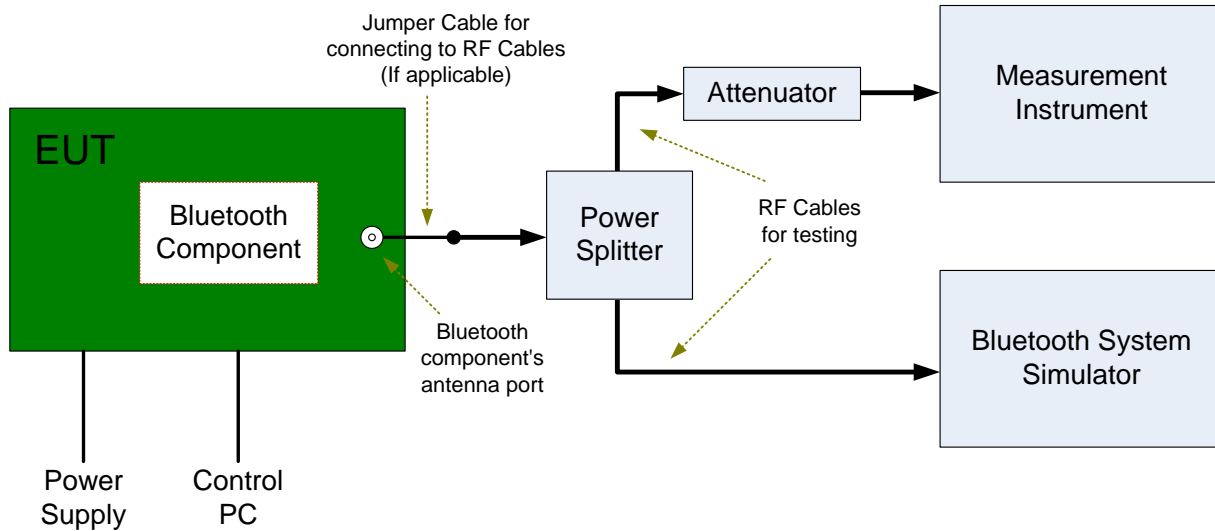 Jumper Cable for
connecting to RF Cables
(If applicable)
EUT
Bluetooth
Component
Attenuator
Measurement
Instrument
Power
Splitter
RF Cables
for testing
Bluetooth
component's
antenna port
Bluetooth System
Simulator
Power
Supply
Control
PC